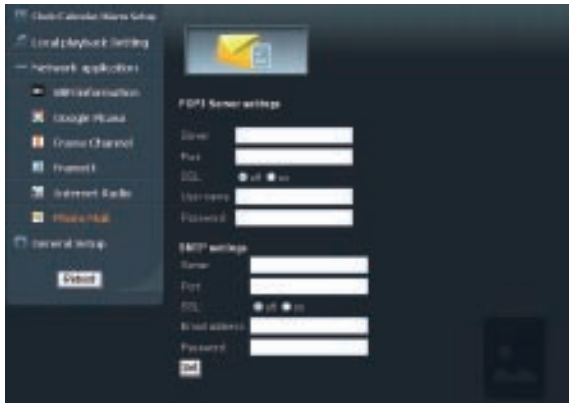 Clock/Calendar/Alarm Setup
Local playback Setting
Network application
Google Picasa
Frame Channel
Internet Radio
Photo Mail
General Setup
POP3 Server settings
Server
Port
SSL off on
User name
Password
SMTP settings
Server
Port
SSL off on
Email address
Password
Set